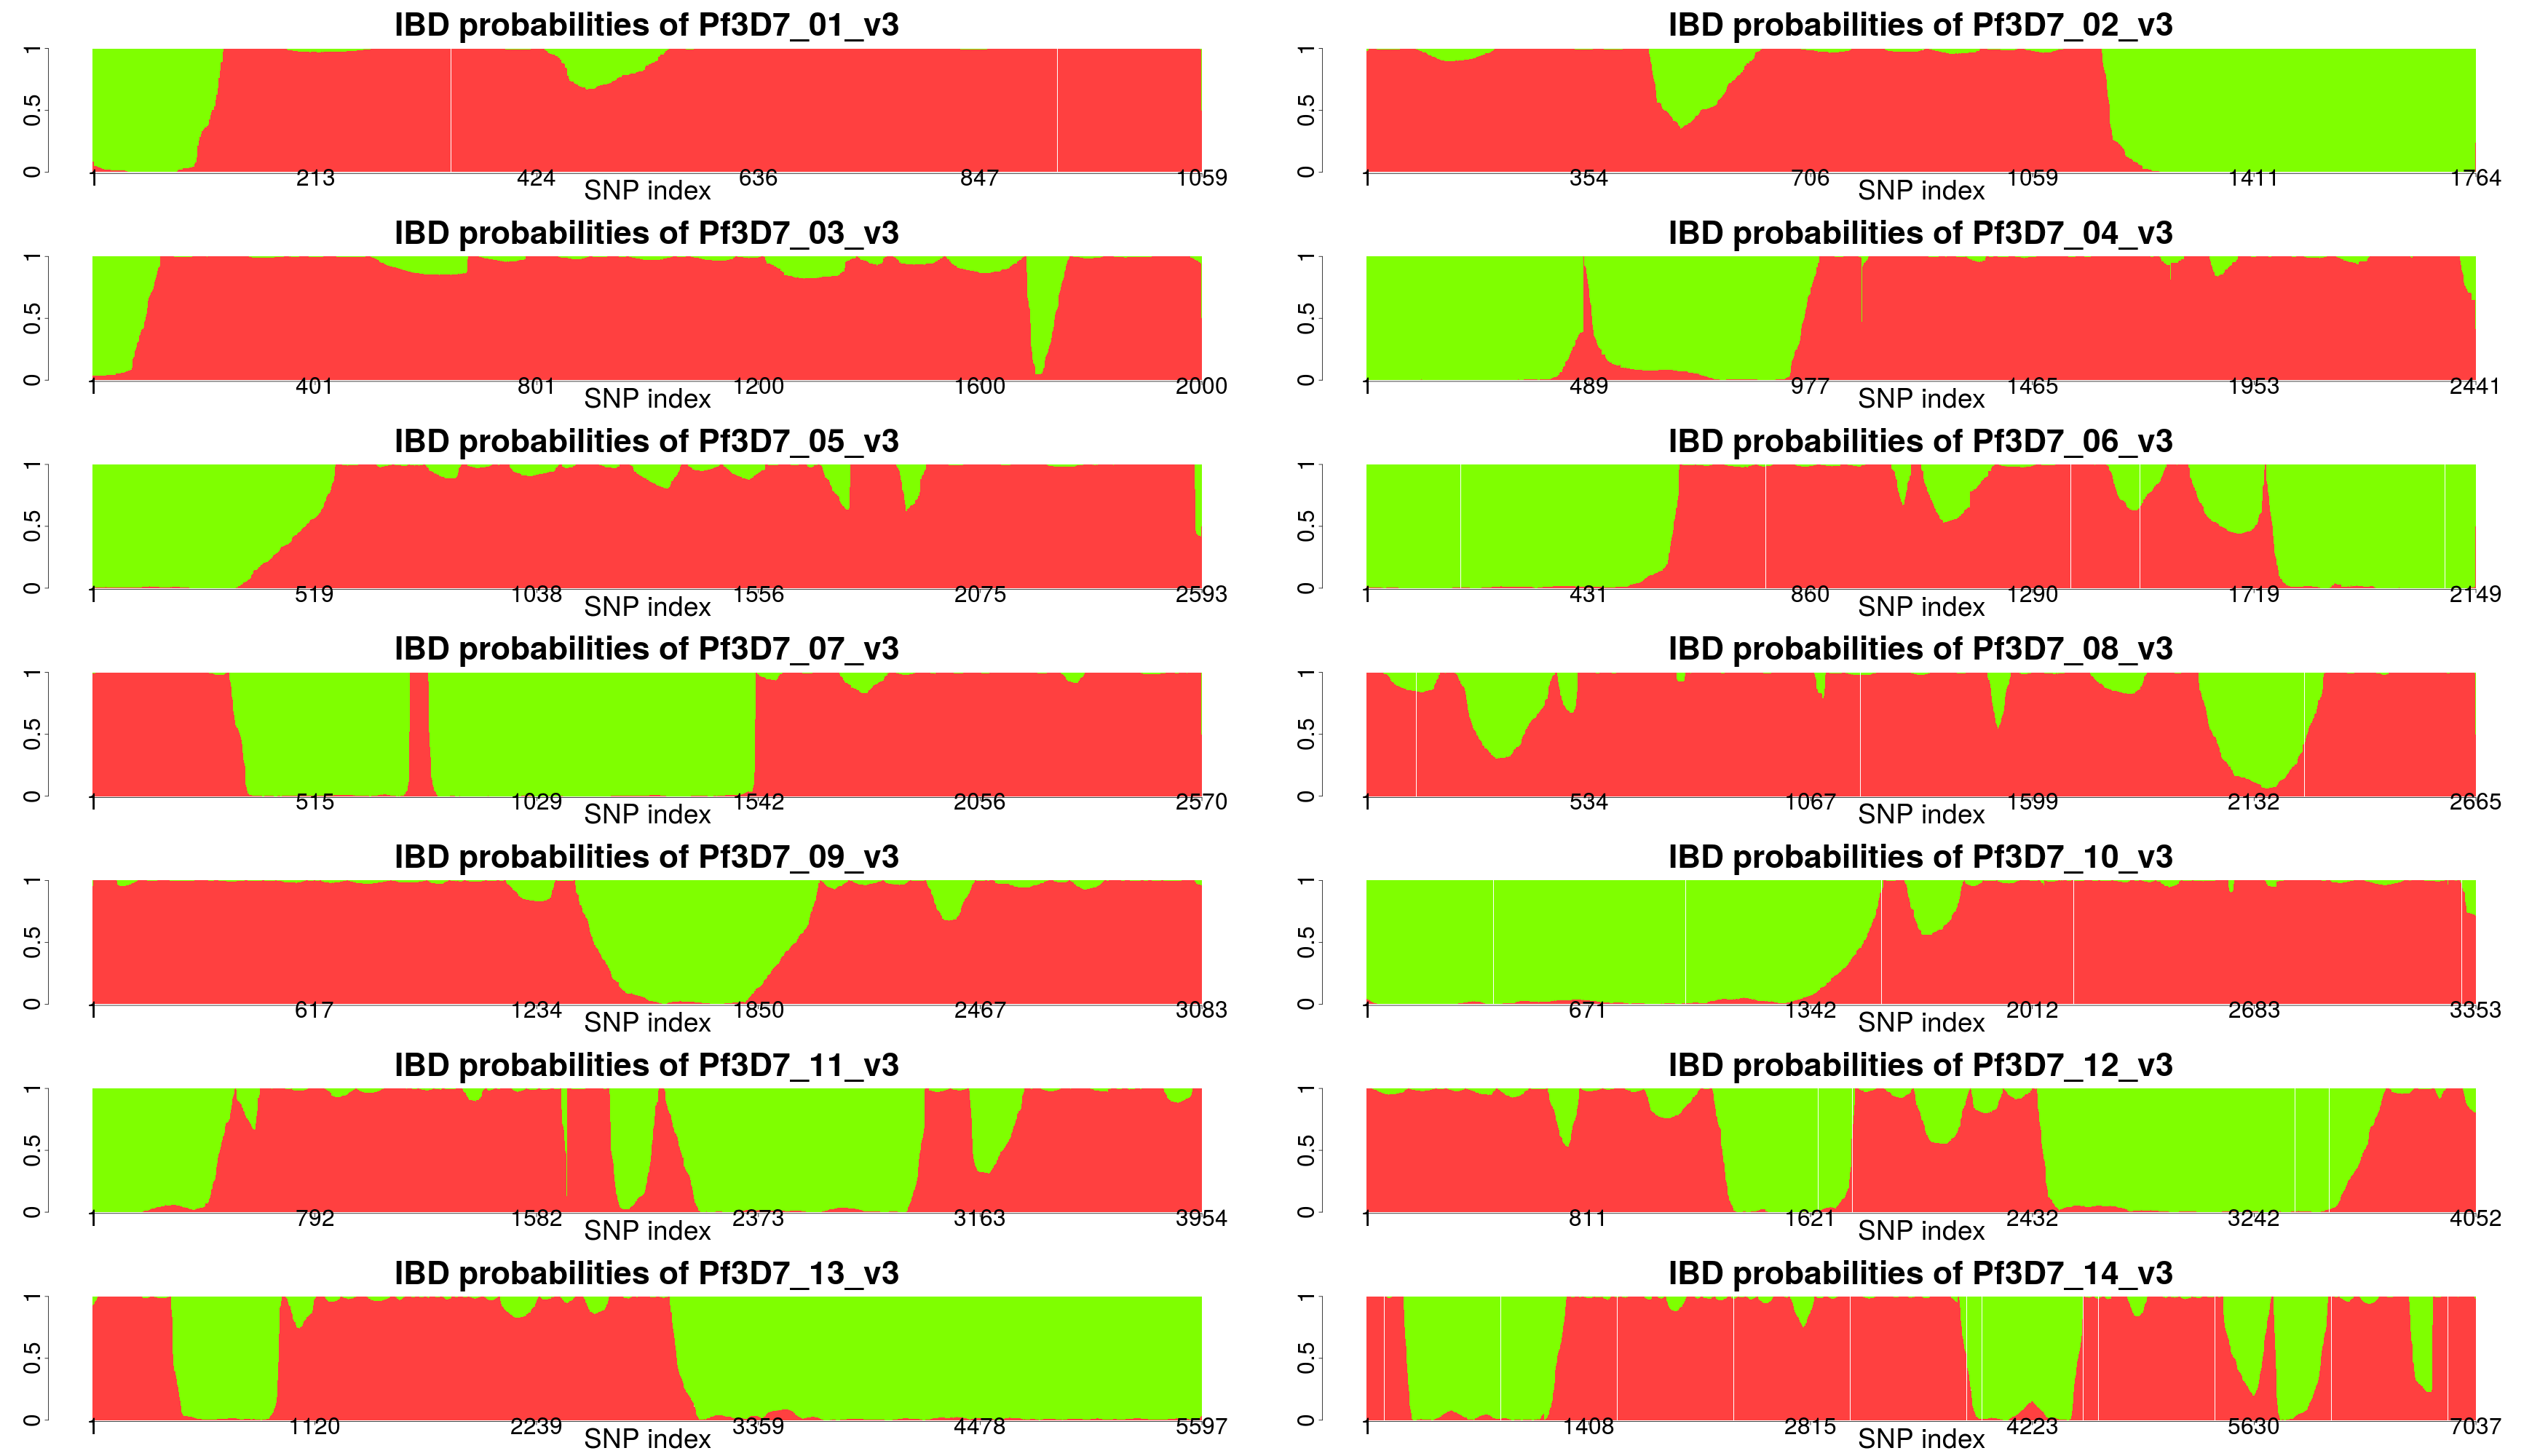 IBD probabilities of Pf3D7_01_v3
0 0.5 1
1 213 424 636 847 1059
SNP index
IBD probabilities of Pf3D7_02_v3
0 0.5 1
1 354 706 1059 1411 1764
SNP index
IBD probabilities of Pf3D7_03_v3
0 0.5 1
1 401 801 1200 1600 2000
SNP index
IBD probabilities of Pf3D7_04_v3
0 0.5 1
1 489 977 1465 1953 2441
SNP index
IBD probabilities of Pf3D7_05_v3
0 0.5 1
1 519 1038 1556 2075 2593
SNP index
IBD probabilities of Pf3D7_06_v3
0 0.5 1
1 431 860 1290 1719 2149
SNP index
IBD probabilities of Pf3D7_07_v3
0 0.5 1
1 515 1029 1542 2056 2570
SNP index
IBD probabilities of Pf3D7_08_v3
0 0.5 1
1 534 1067 1599 2132 2665
SNP index
IBD probabilities of Pf3D7_09_v3
0 0.5 1
1 617 1234 1850 2467 3083
SNP index
IBD probabilities of Pf3D7_10_v3
0 0.5 1
1 671 1342 2012 2683 3353
SNP index
IBD probabilities of Pf3D7_11_v3
0 0.5 1
1 792 1582 2373 3163 3954
SNP index
IBD probabilities of Pf3D7_12_v3
0 0.5 1
1 811 1621 2432 3242 4052
SNP index
IBD probabilities of Pf3D7_13_v3
0 0.5 1
1 1120 2239 3359 4478 5597
SNP index
IBD probabilities of Pf3D7_14_v3
0 0.5 1
1 1408 2815 4223 5630 7037
SNP index